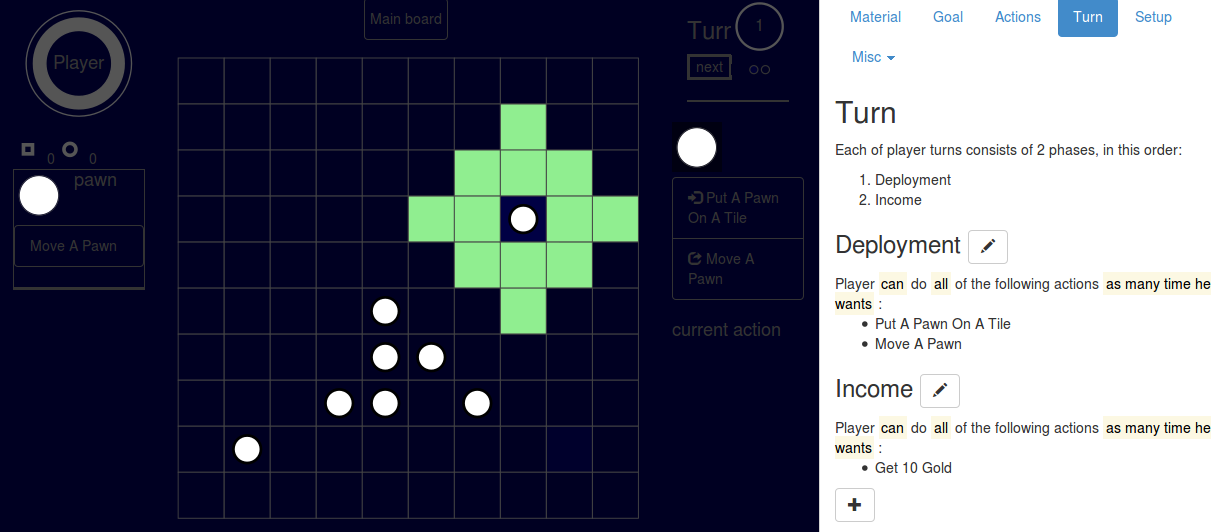 Main board
Player
0
0
pawn
Move A Pawn
Turr
1
next
Put A Pawn
On A Tile
Move A
Pawn
current action
Material
Goal
Actions
Turn
Setup
Misc
Turn
Each of player turns consists of 2 phases, in this order:
1. Deployment
2. Income
Deployment
Player can do all of the following actions as many time he
wants :
• Put A Pawn On A Tile
• Move A Pawn
Income
Player can do all of the following actions as many time he
wants :
• Get 10 Gold